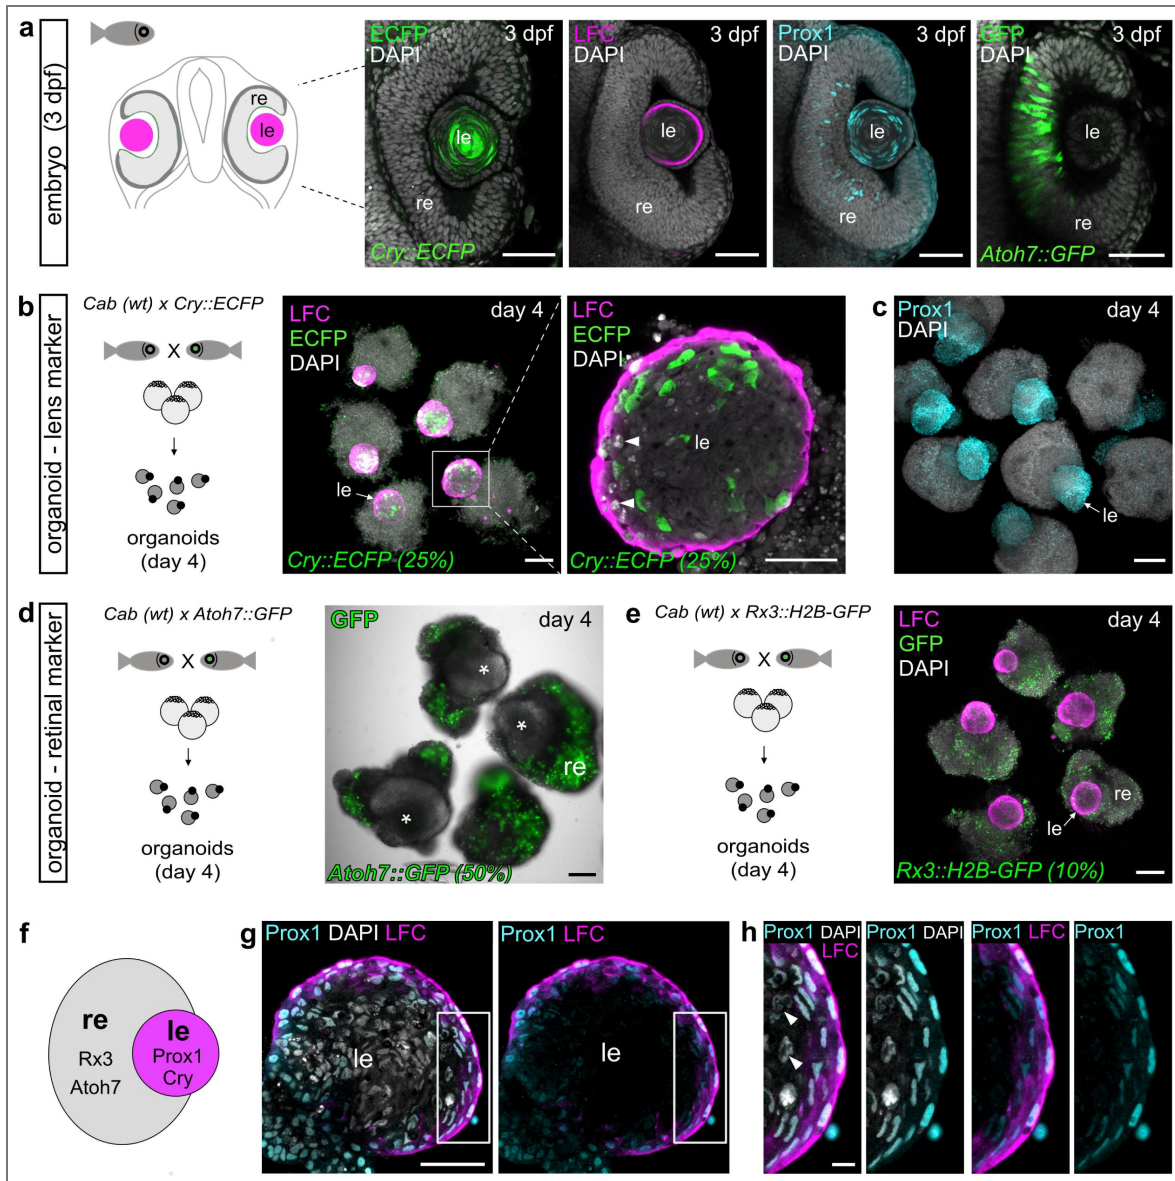 a
embryo (3 dpf)
re
le
ECFP
DAPI
3 dpf
le
re
Cry::ECFP
LFC
DAPI
3 dpf
le
re
Prox1
DAPI
3 dpf
le
re
GFP
DAPI
3 dpf
le
re
Atoh7::GFP
organoid - lens marker
b
Cab (wt) x Cry::ECFP
X
organoids
(day 4)
LFC
ECFP
DAPI
day 4
le
Cry::ECFP (25%)
LFC
ECFP
DAPI
day 4
le
Cry::ECFP (25%)
c
Prox1
DAPI
day 4
le
organoid - retinal marker
d
Cab (wt) x Atoh7::GFP
X
organoids
(day 4)
GFP
day 4
*
*
*
re
Atoh7::GFP (50%)
e
Cab (wt) x Rx3::H2B-GFP
X
organoids
(day 4)
LFC
GFP
DAPI
day 4
re
le
Rx3::H2B-GFP (10%)
f
re
Rx3
Atoh7
le
Prox1
Cry
g
Prox1 DAPI LFC
le
Prox1 LFC
le
h
Prox1 DAPI
LFC
Prox1 DAPI
Prox1 LFC
Prox1